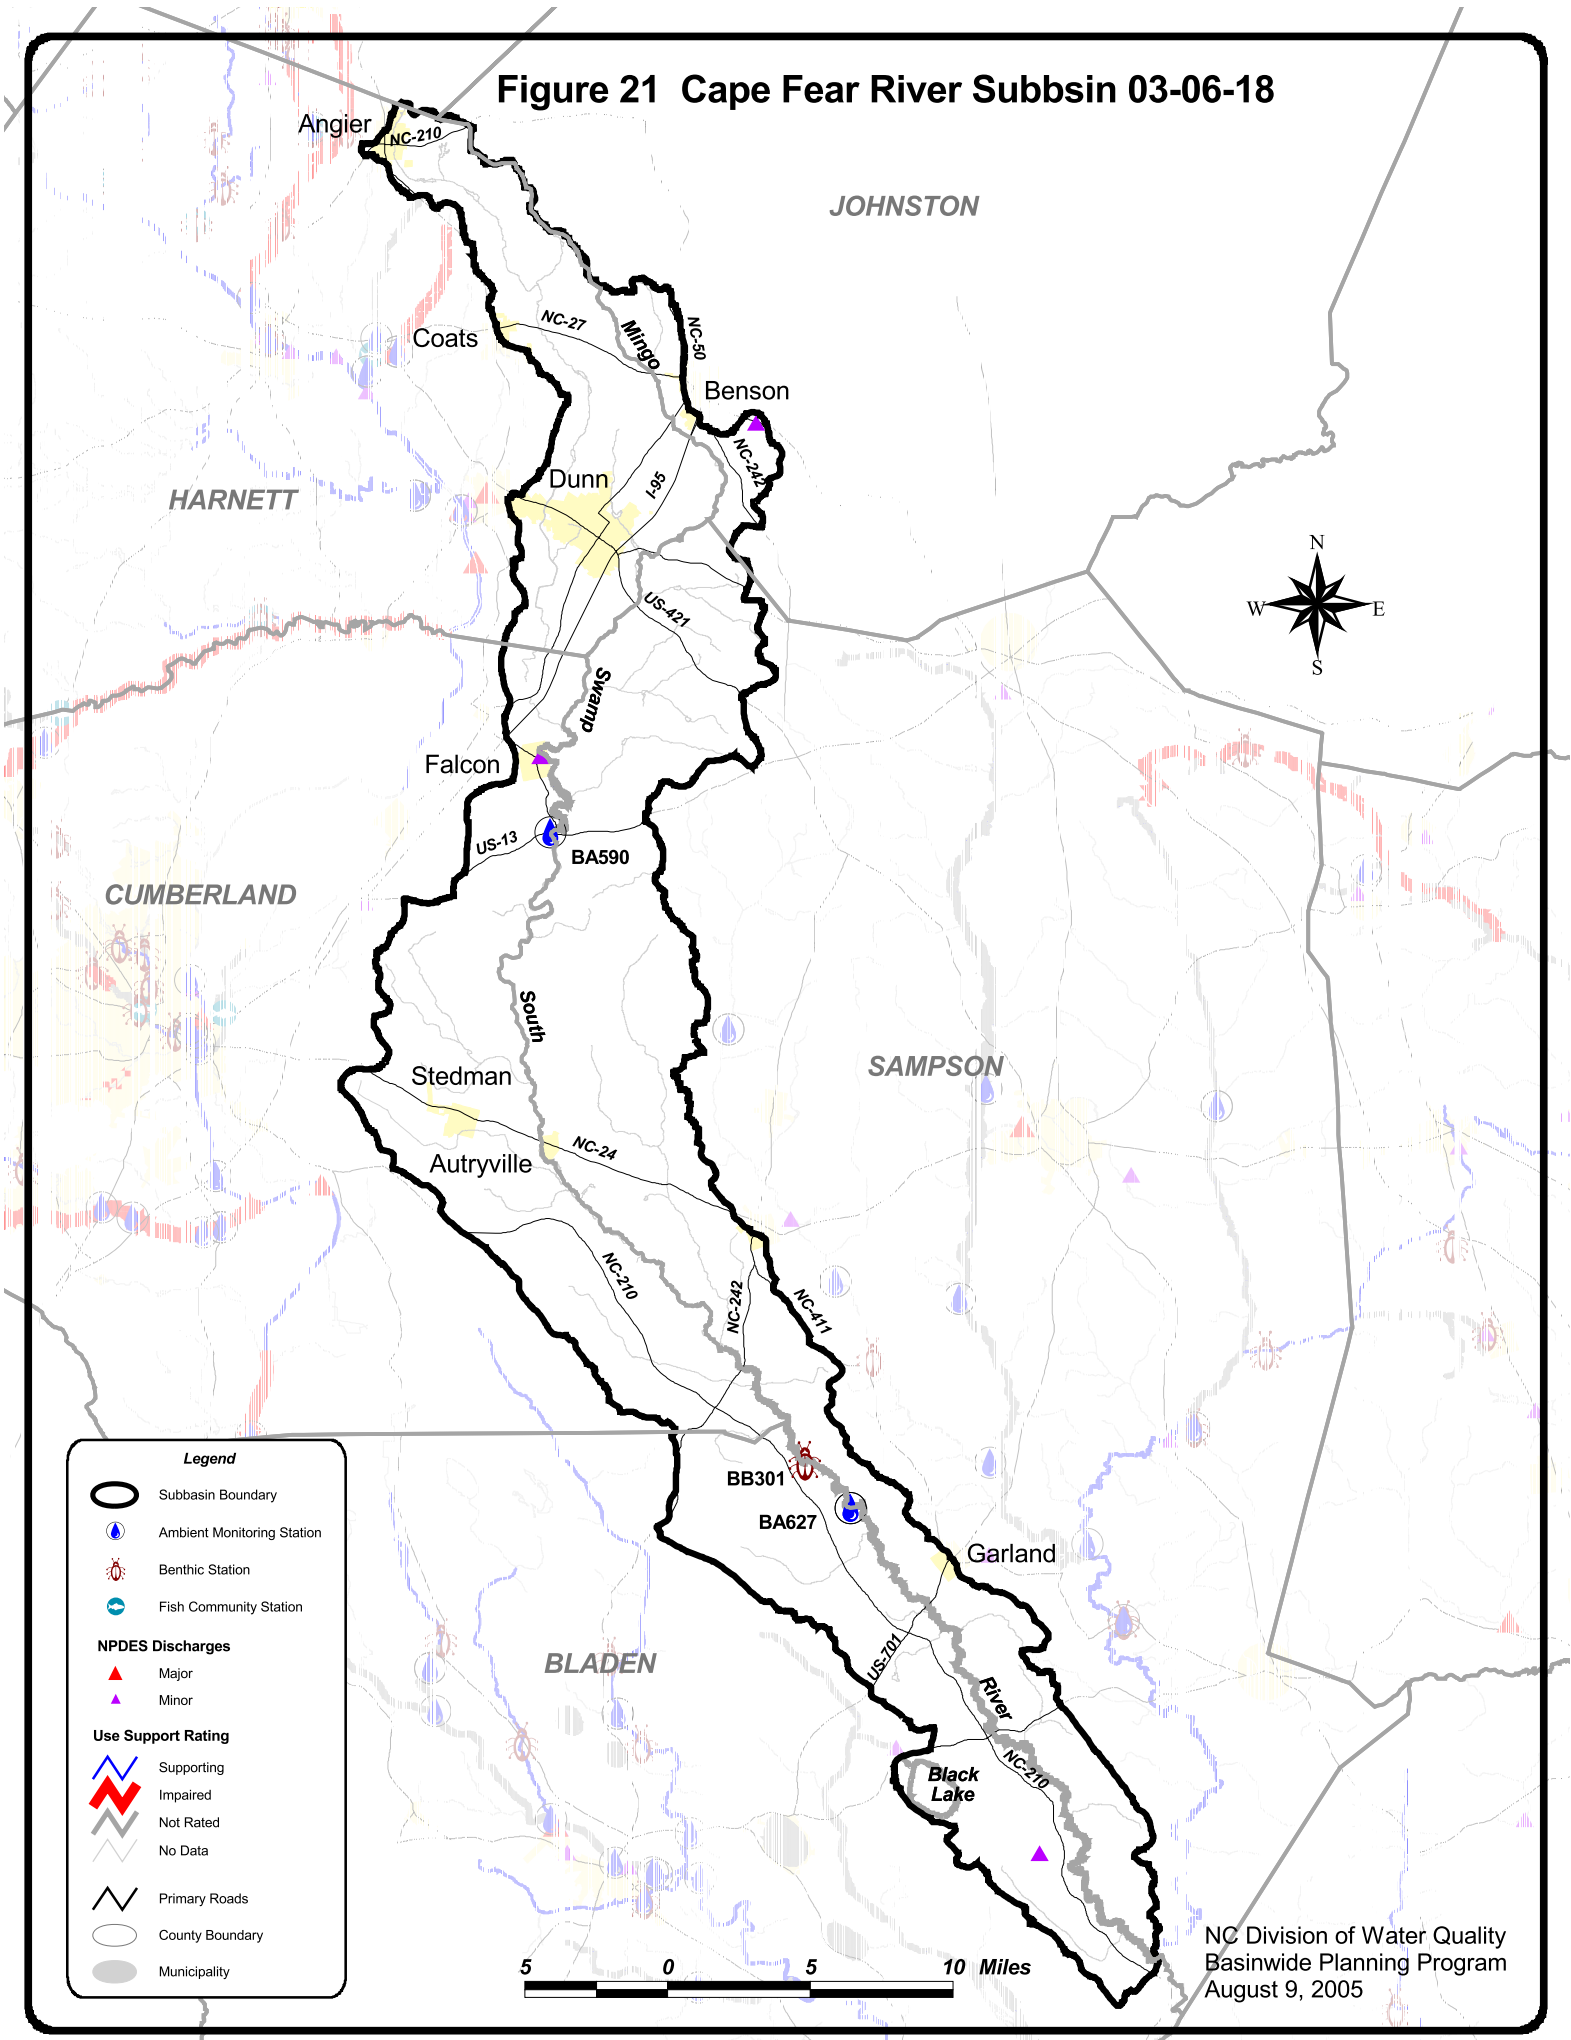 Figure 21 Cape Fear River Subbsin 03-06-18
Angier
NC-210
JOHNSTON
Coats
NC-27
Mingo
NC-50
Benson
NC-242
Dunn
I-95
HARNETT
N
W
E
S
US-421
Swamp
Falcon
US-13
BA590
CUMBERLAND
South
SAMPSON
Stedman
NC-24
Autryville
NC-210
NC-242
NC-411
BB301
BA627
Garland
BLADEN
US-701
River
NC-210
Black
Lake
Legend
Subbasin Boundary
Ambient Monitoring Station
Benthic Station
Fish Community Station
NPDES Discharges
Major
Minor
Use Support Rating
Supporting
Impaired
Not Rated
No Data
Primary Roads
County Boundary
Municipality
5 0 5 10 Miles
NC Division of Water Quality
Basinwide Planning Program
August 9, 2005